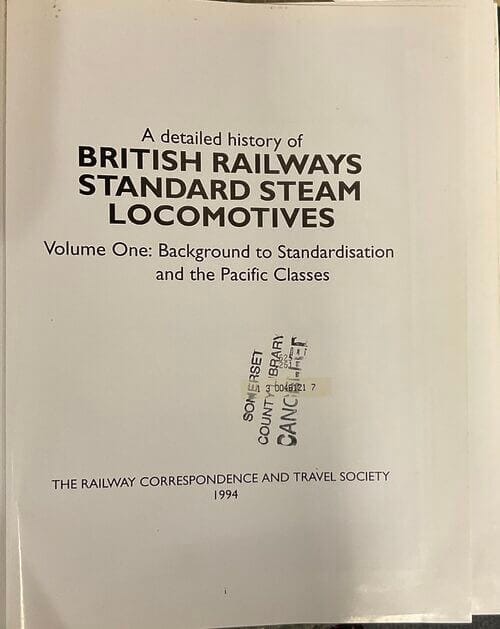 A detailed history of
BRITISH RAILWAYS
STANDARD STEAM
LOCOMOTIVES
Volume One: Background to Standardisation
and the Pacific Classes
SOMERSET
COUNTY LIBRARY
CANCELLED
THE RAILWAY CORRESPONDENCE AND TRAVEL SOCIETY
1994
i